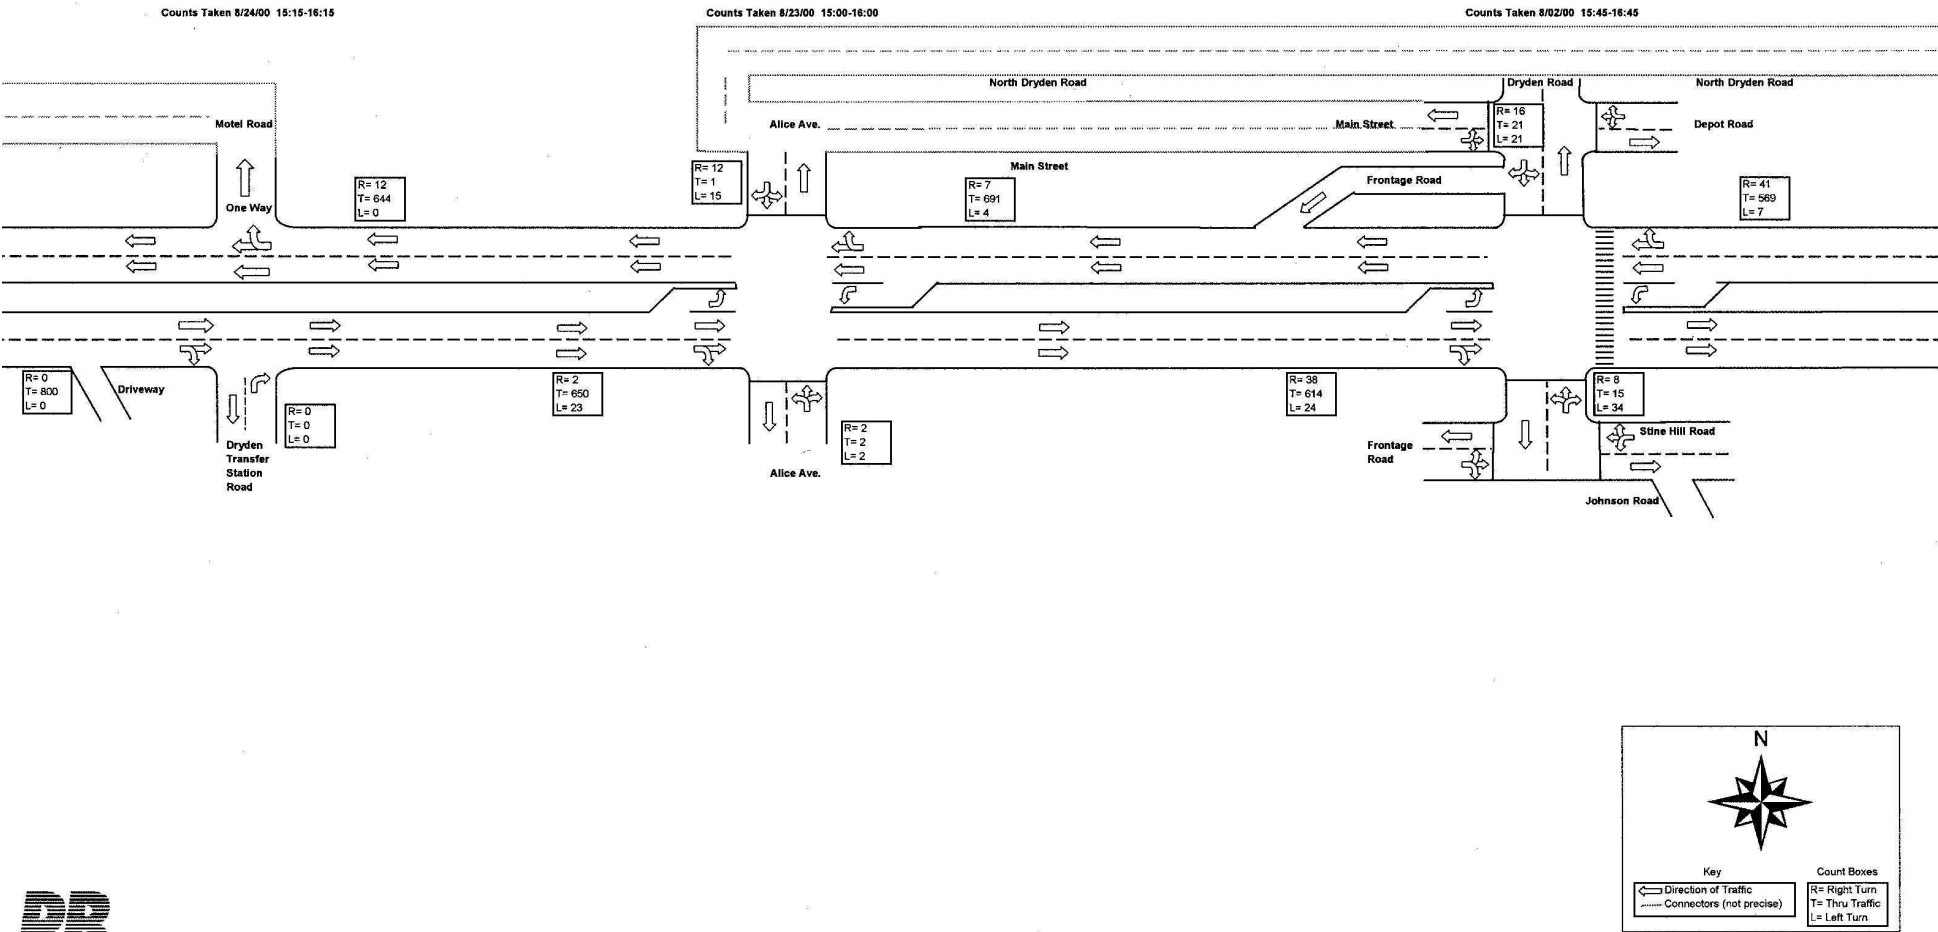 Counts Taken 8/24/00 15:15-16:15
Counts Taken 8/23/00 15:00-16:00
Counts Taken 8/02/00 15:45-16:45
North Dryden Road
Dryden Road
North Dryden Road
Motel Road
Alice Ave.
Main Street
R= 16
T= 21
L= 21
Depot Road
Main Street
One Way
R= 12
T= 644
L= 0
R= 12
T= 1
L= 15
R= 7
T= 691
L= 4
Frontage Road
R= 41
T= 569
L= 7
R= 0
T= 800
L= 0
Driveway
R= 0
T= 0
L= 0
R= 2
T= 650
L= 23
R= 2
T= 2
L= 2
R= 38
T= 614
L= 24
R= 8
T= 15
L= 34
Dryden
Transfer
Station
Road
Alice Ave.
Frontage
Road
Stine Hill Road
Johnson Road
N
Key
Count Boxes
Direction of Traffic
Connectors (not precise)
R= Right Turn
T= Thru Traffic
L= Left Turn
DR